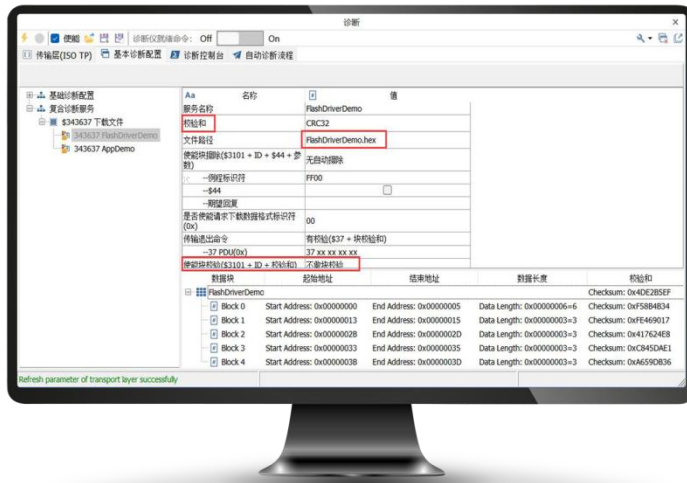 诊断
使能 诊断仪就绪命令: Off On
传输层(ISO TP) 基本诊断配置 诊断控制台 自动诊断流程
基础诊断配置
复合诊断服务
$343637 下载文件
343637 FlashDriverDemo
343637 AppDemo
Aa 名称 # 值
服务名称 FlashDriverDemo
校验和 CRC32
文件路径 FlashDriverDemo.hex
使能块擦除($3101 + ID + $44 + 参数) 无自动擦除
--例程标识符 FF00
--$44
--期望回复
是否使能请求下载数据格式标识符(0x) 00
传输退出命令 有校验($37 + 块校验和)
--37 PDU(0x) 37 xx xx xx xx
使能块校验($3101 + ID + 校验和) 不做块校验
数据块 起始地址 结束地址 数据长度 校验和
FlashDriverDemo Checksum: 0x4DE2B5EF
Block 0 Start Address: 0x00000000 End Address: 0x00000005 Data Length: 0x00000006=6 Checksum: 0xF58B4B34
Block 1 Start Address: 0x00000013 End Address: 0x00000015 Data Length: 0x00000003=3 Checksum: 0xFE469017
Block 2 Start Address: 0x0000002B End Address: 0x0000002D Data Length: 0x00000003=3 Checksum: 0x417624E8
Block 3 Start Address: 0x00000033 End Address: 0x00000035 Data Length: 0x00000003=3 Checksum: 0xC845DAE1
Block 4 Start Address: 0x0000003B End Address: 0x0000003D Data Length: 0x00000003=3 Checksum: 0xA659DB36
Refresh parameter of transport layer successfully